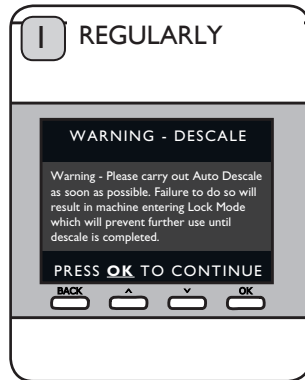 1 REGULARLY
WARNING - DESCALE
Warning - Please carry out Auto Descale
as soon as possible. Failure to do so will
result in machine entering Lock Mode
which will prevent further use until
descale is completed.
PRESS OK TO CONTINUE
BACK ^ ˅ OK